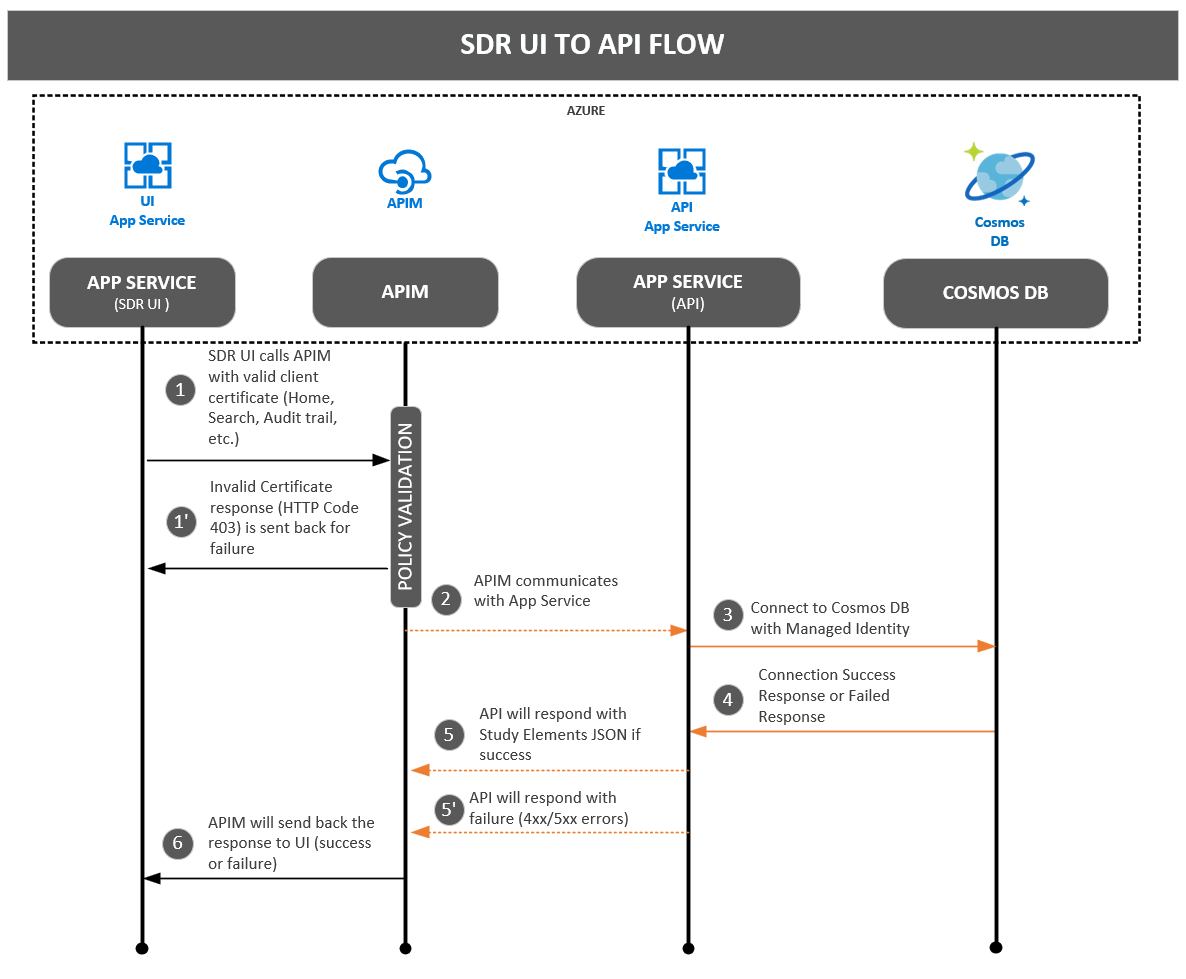 SDR UI TO API FLOW
AZURE
UI
App Service
APIM
API
App Service
Cosmos
DB
APP SERVICE
(SDR UI )
APIM
APP SERVICE
(API)
COSMOS DB
1
SDR UI calls APIM
with valid client
certificate (Home,
Search, Audit trail,
etc.)
POLICY VALIDATION
1'
Invalid Certificate
response (HTTP Code
403) is sent back for
failure
2
APIM communicates
with App Service
3
Connect to Cosmos DB
with Managed Identity
4
Connection Success
Response or Failed
Response
5
API will respond with
Study Elements JSON if
success
5'
API will respond with
failure (4xx/5xx errors)
6
APIM will send back the
response to UI (success
or failure)